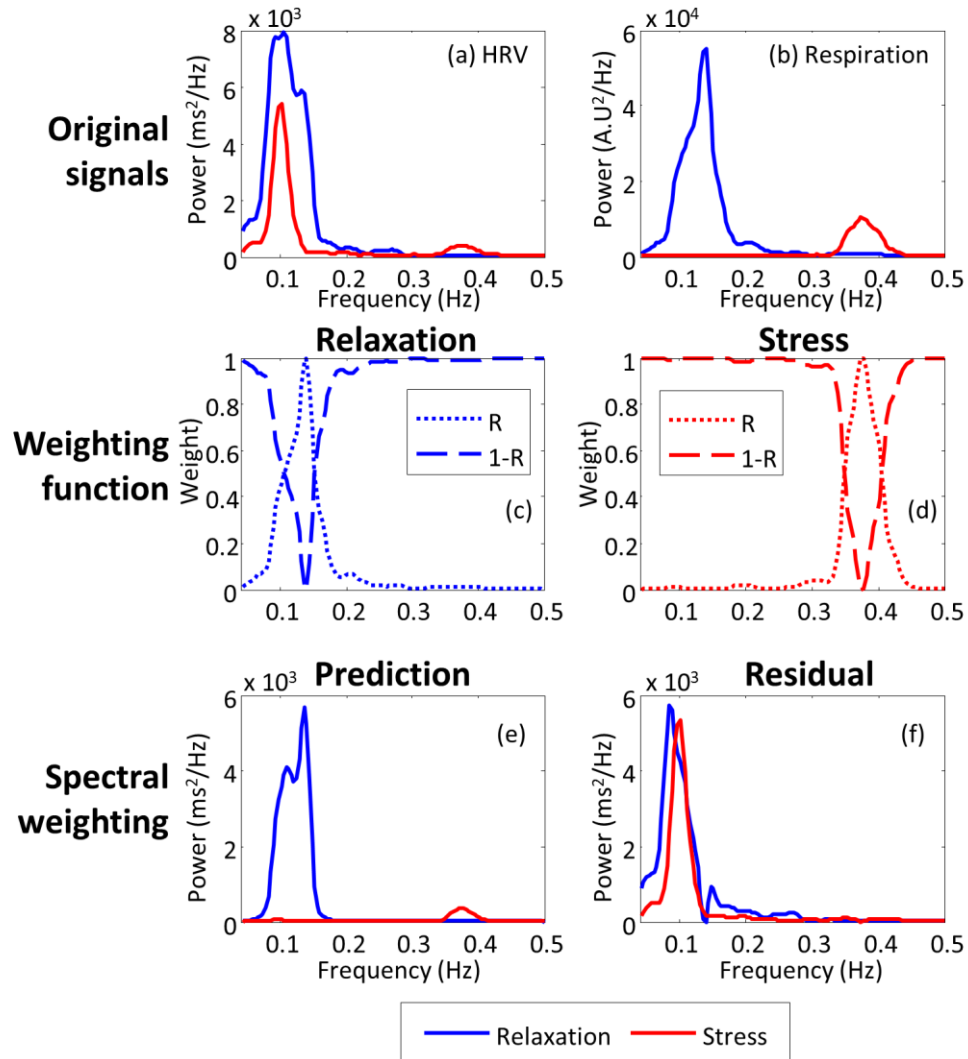 Original
signals
x 10³
(a) HRV
Power (ms²/Hz)
8
6
4
2
0
0.1 0.2 0.3 0.4 0.5
Frequency (Hz)
x 10⁴
(b) Respiration
Power (A.U²/Hz)
6
4
2
0
0.1 0.2 0.3 0.4 0.5
Frequency (Hz)
Weighting
function
Relaxation
Weight)
1
0.8
0.6
0.4
0.2
0
R
1-R
(c)
0.1 0.2 0.3 0.4 0.5
Stress
Weight)
1
0.8
0.6
0.4
0.2
0
R
1-R
(d)
0.1 0.2 0.3 0.4 0.5
Spectral
weighting
Prediction
x 10³
(e)
Power (ms²/Hz)
6
4
2
0
0.1 0.2 0.3 0.4 0.5
Frequency (Hz)
Residual
x 10³
(f)
Power (ms²/Hz)
6
4
2
0
0.1 0.2 0.3 0.4 0.5
Frequency (Hz)
Relaxation Stress